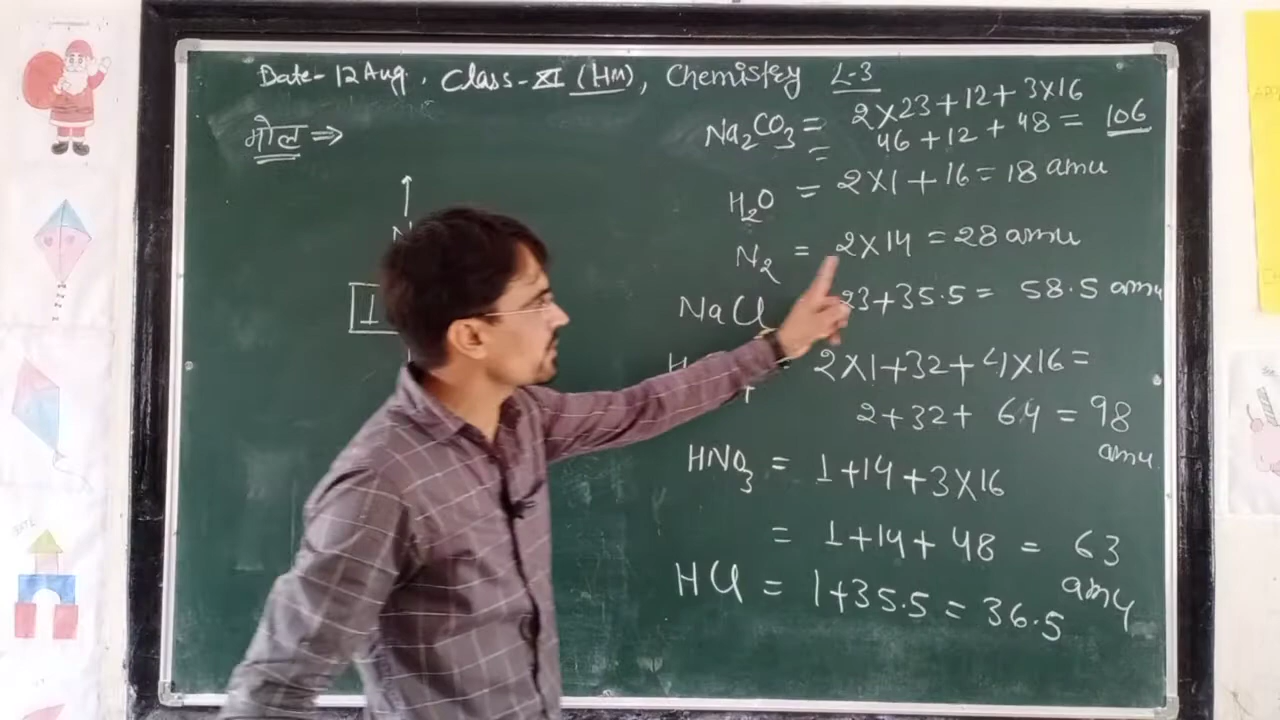 Date- 12 Aug, Class-XI (HM), Chemistry L-3
मोल ⇒
Na₂CO₃ = 2×23+12+3×16
= 46+12+48 = 106
H₂O = 2×1+16 = 18 amu
N₂ = 2×14 = 28 amu
NaCl 23+35.5 = 58.5 amu
H 2×1+32+4×16 =
2+32+64 = 98
amu
HNO₃ = 1+14+3×16
= 1+14+48 = 63
amu
HCl = 1+35.5 = 36.5